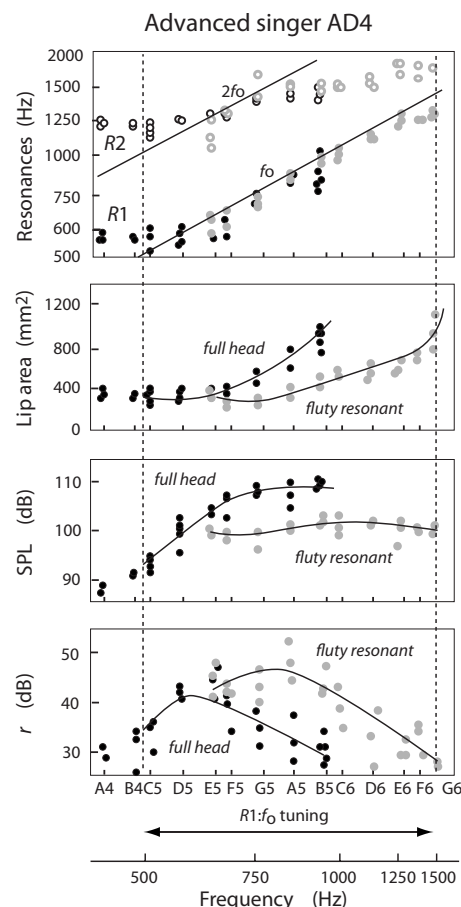 Advanced singer AD4
2000
1500
1000
750
600
500
Resonances (Hz)
R2
2fo
R1
fo
1200
800
400
0
Lip area (mm2)
full head
fluty resonant
110
100
90
SPL (dB)
full head
fluty resonant
50
40
30
r (dB)
fluty resonant
full head
A4 B4 C5 D5 E5 F5 G5 A5 B5 C6 D6 E6 F6 G6
R1:fo tuning
500 750 1000 1250 1500
Frequency (Hz)